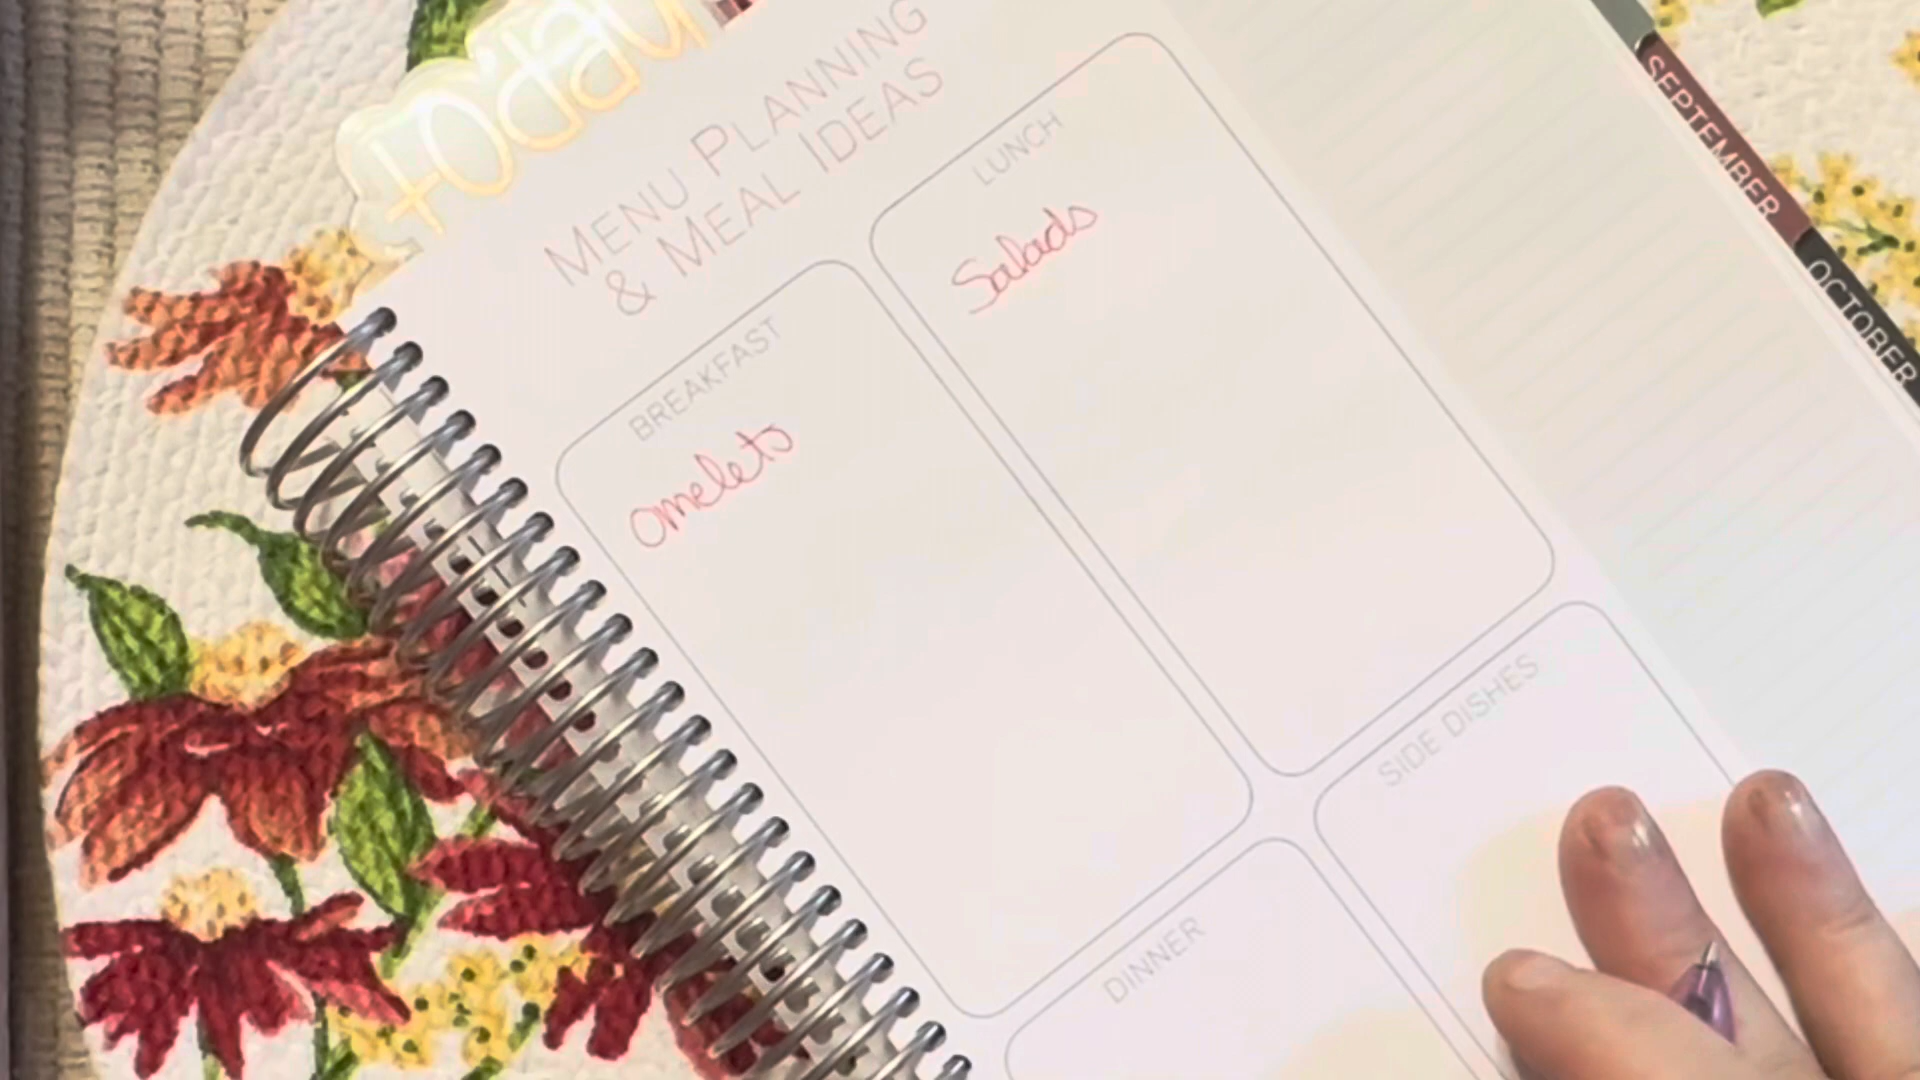 today
MENU PLANNING
& MEAL IDEAS
BREAKFAST
omelets
LUNCH
Salads
SIDE DISHES
DINNER
SEPTEMBER
OCTOBER